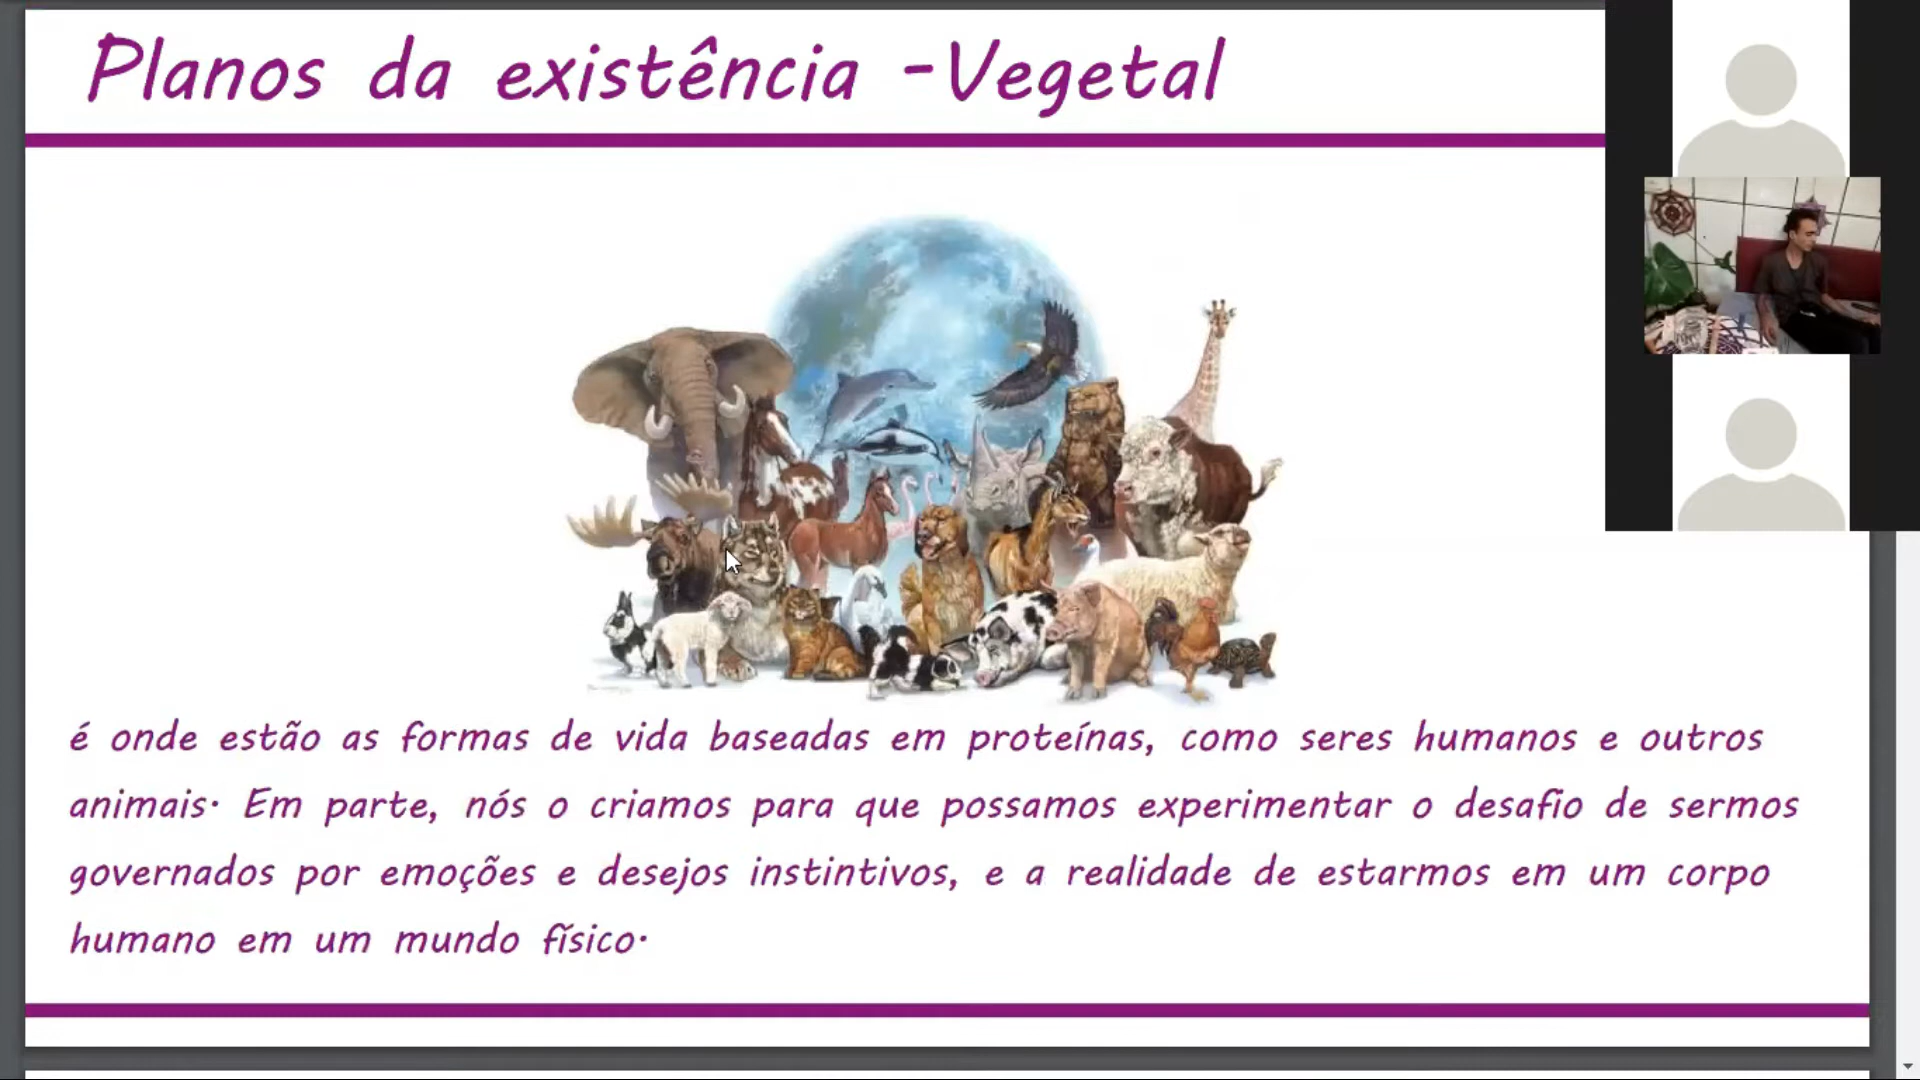 Planos da existência -Vegetal
é onde estão as formas de vida baseadas em proteínas, como seres humanos e outros
animais. Em parte, nós o criamos para que possamos experimentar o desafio de sermos
governados por emoções e desejos instintivos, e a realidade de estarmos em um corpo
humano em um mundo físico.